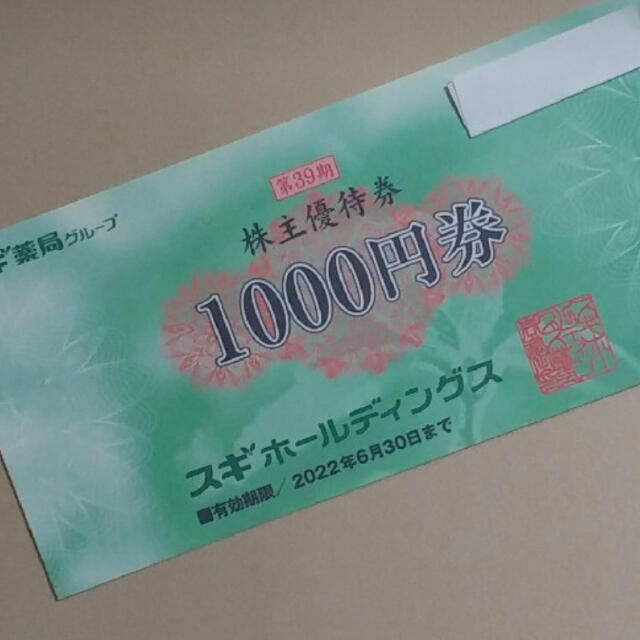 第39期
株主優待券
ギ薬局グループ
1000円券
スギホールディングス
■有効期限／2022年6月30日まで